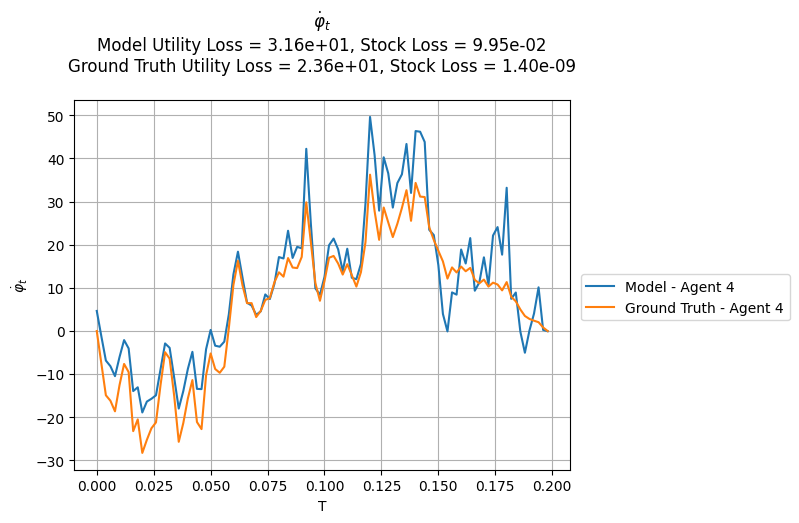 φ̇ₜ
Model Utility Loss = 3.16e+01, Stock Loss = 9.95e-02
Ground Truth Utility Loss = 2.36e+01, Stock Loss = 1.40e-09
50
40
30
20
10
0
−10
−20
−30
φ̇ₜ
0.000 0.025 0.050 0.075 0.100 0.125 0.150 0.175 0.200
T
Model - Agent 4
Ground Truth - Agent 4